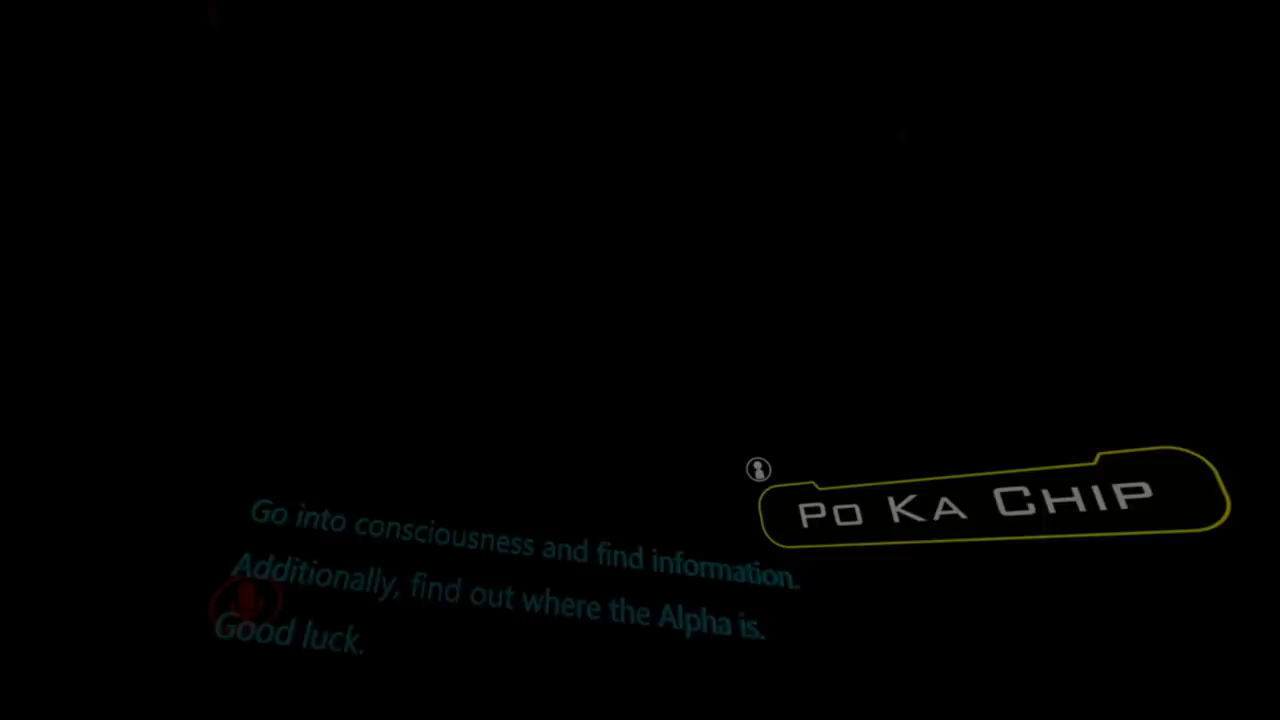 Po Ka Chip
Go into consciousness and find information.
Additionally, find out where the Alpha is.
Good luck.